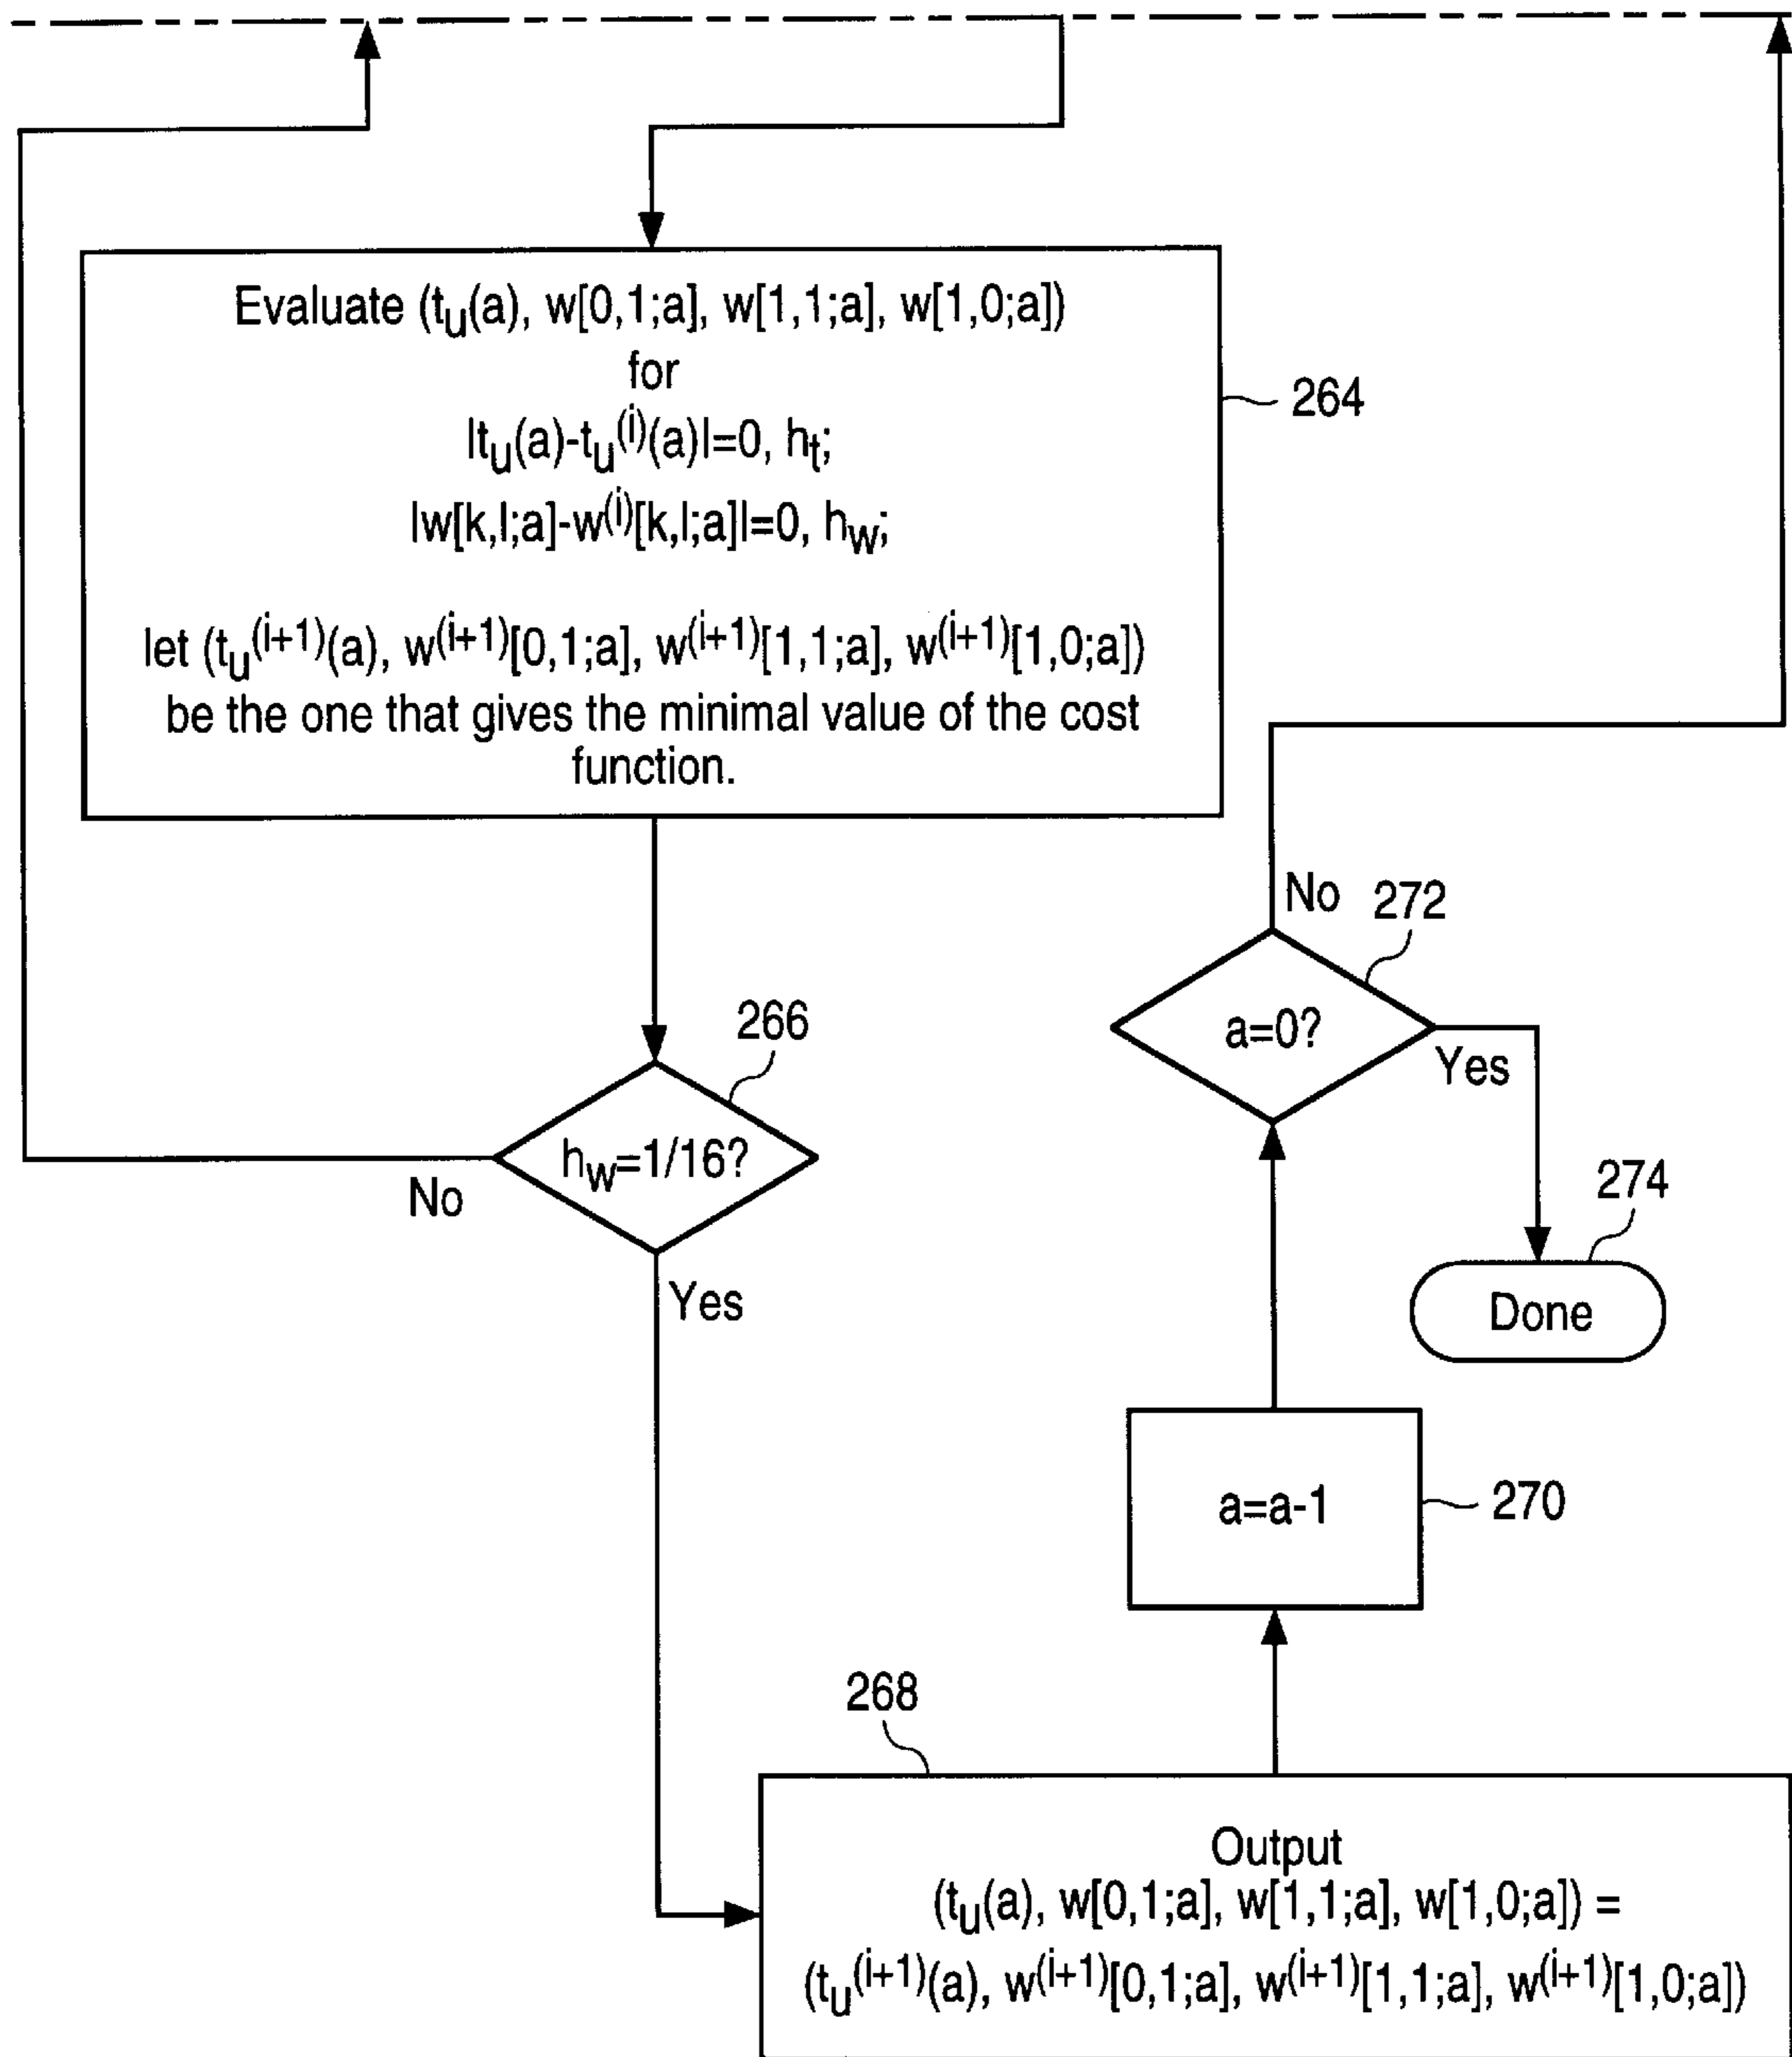 Evaluate (tᵤ(a), w[0,1;a], w[1,1;a], w[1,0;a])
for
|tᵤ(a)-tᵤ⁽ⁱ⁾(a)|=0, hₜ;
|w[k,l;a]-w⁽ⁱ⁾[k,l;a]|=0, h_w;
let (tᵤ⁽ⁱ⁺¹⁾(a), w⁽ⁱ⁺¹⁾[0,1;a], w⁽ⁱ⁺¹⁾[1,1;a], w⁽ⁱ⁺¹⁾[1,0;a])
be the one that gives the minimal value of the cost
function.
264
No
272
a=0?
Yes
266
h_w=1/16?
No
Yes
274
Done
a=a-1
270
268
Output
(tᵤ(a), w[0,1;a], w[1,1;a], w[1,0;a]) =
(tᵤ⁽ⁱ⁺¹⁾(a), w⁽ⁱ⁺¹⁾[0,1;a], w⁽ⁱ⁺¹⁾[1,1;a], w⁽ⁱ⁺¹⁾[1,0;a])